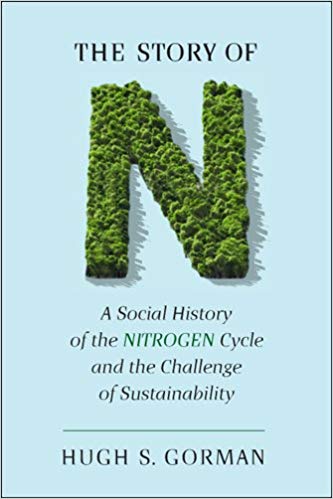 THE STORY OF
N
A Social History
of the NITROGEN Cycle
and the Challenge
of Sustainability
HUGH S. GORMAN